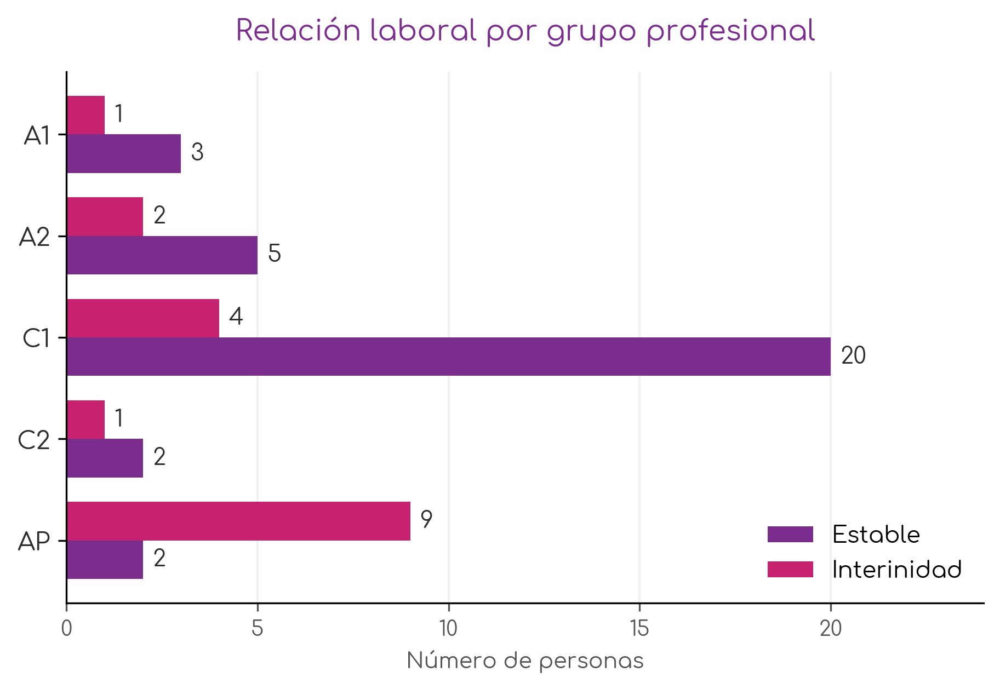 Relación laboral por grupo profesional
A1
1
3
A2
2
5
C1
4
20
C2
1
2
AP
9
2
Estable
Interinidad
0 5 10 15 20
Número de personas